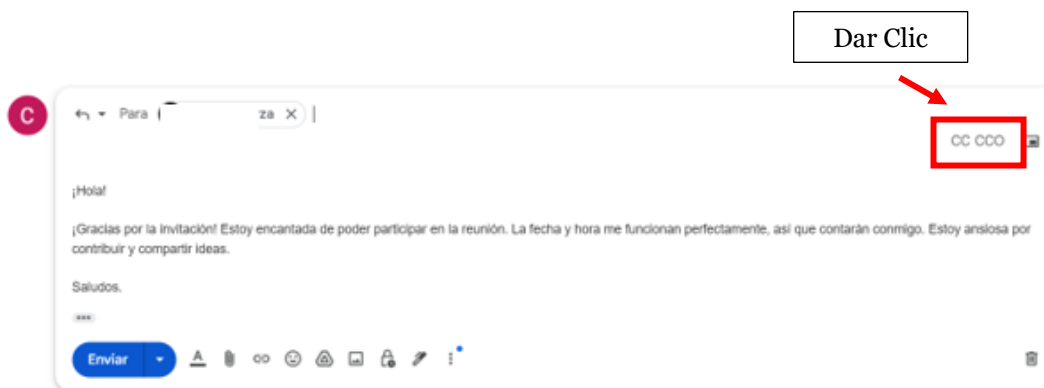 Dar Clic
C
Para za
CC CCO
¡Hola!
¡Gracias por la invitación! Estoy encantada de poder participar en la reunión. La fecha y hora me funcionan perfectamente, así que contarán conmigo. Estoy ansiosa por
contribuir y compartir ideas.
Saludos.
Enviar